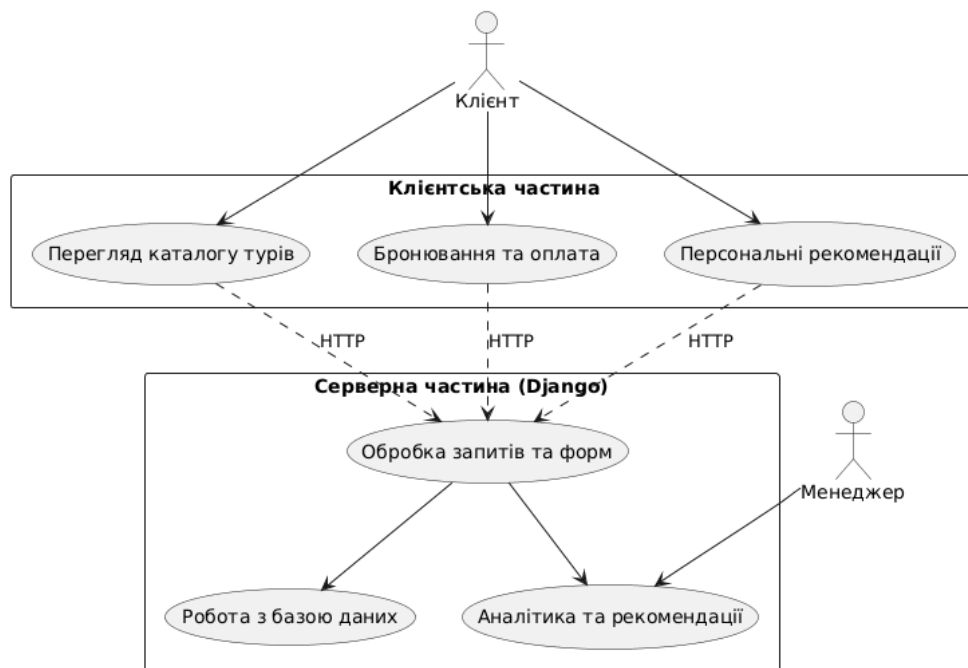 Клієнт
Клієнтська частина
Перегляд каталогу турів
Бронювання та оплата
Персональні рекомендації
HTTP
HTTP
HTTP
Серверна частина (Django)
Обробка запитів та форм
Менеджер
Робота з базою даних
Аналітика та рекомендації